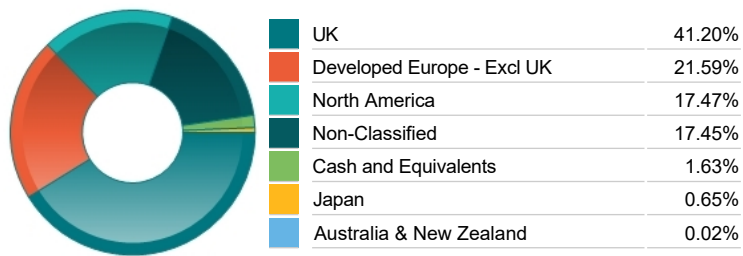 UK 41.20%
Developed Europe - Excl UK 21.59%
North America 17.47%
Non-Classified 17.45%
Cash and Equivalents 1.63%
Japan 0.65%
Australia & New Zealand 0.02%